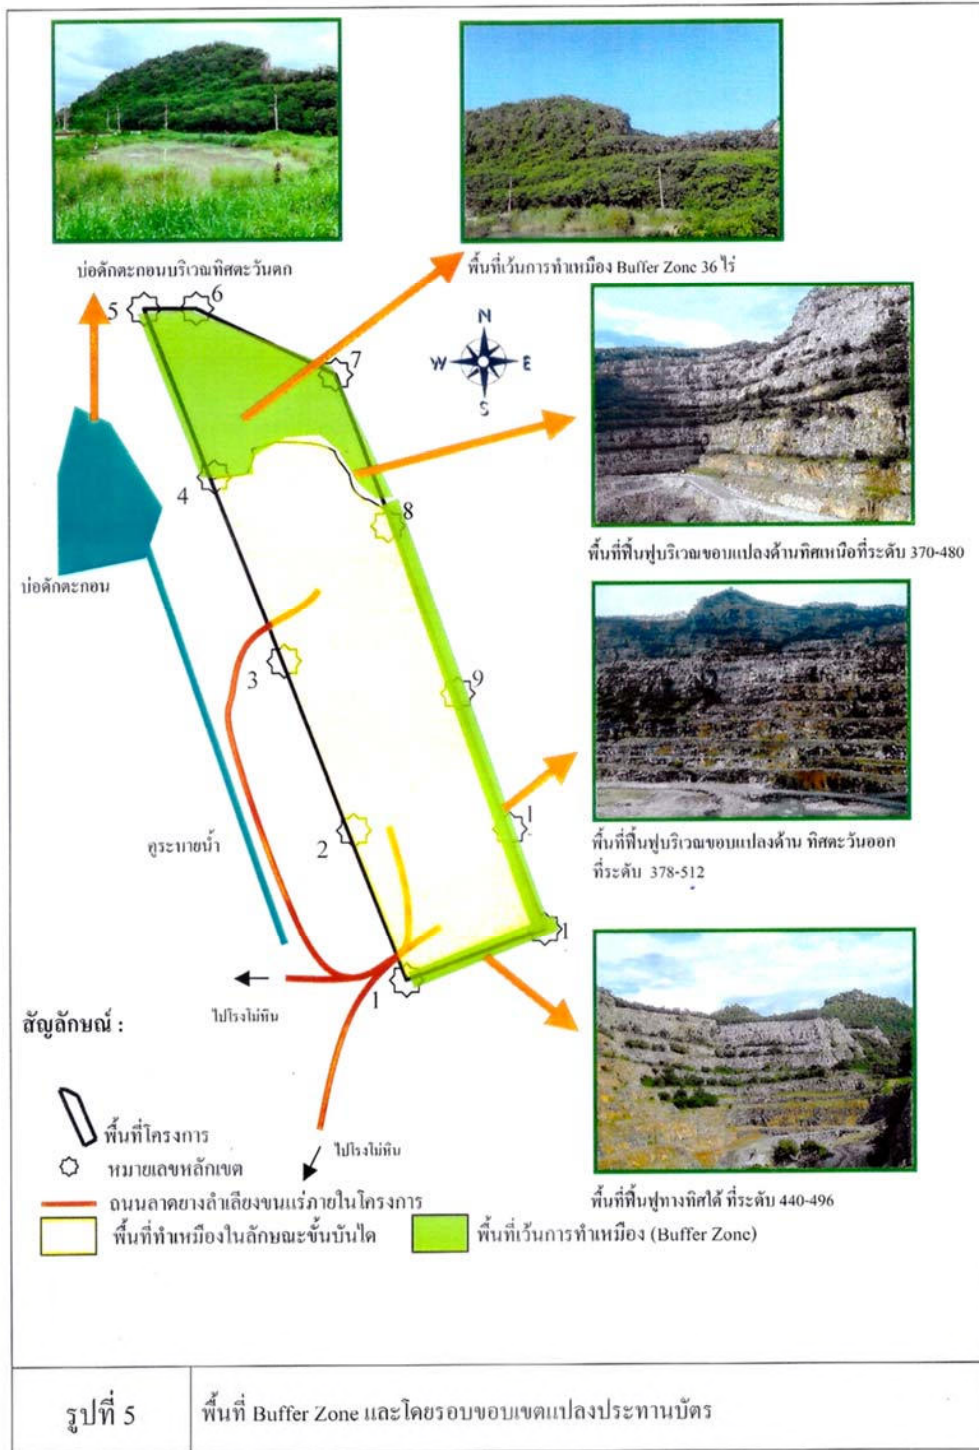 บ่อดักตะกอนบริเวณทิศตะวันตก
พื้นที่เว้นการทำเหมือง Buffer Zone 36 ไร่
5
6
7
N
W
E
S
4
8
พื้นที่ฟื้นฟูบริเวณขอบแปลงด้านทิศเหนือที่ระดับ 370-480
บ่อดักตะกอน
3
9
คูระบายน้ำ
2
1
พื้นที่ฟื้นฟูบริเวณขอบแปลงด้าน ทิศตะวันออก
ที่ระดับ 378-512
1
1
ไปโรงโม่หิน
สัญลักษณ์ :
ไปโรงโม่หิน
พื้นที่โครงการ
หมายเลขหลักเขต
ถนนลาดยางลำเลียงขนแร่ภายในโครงการ
พื้นที่ฟื้นฟูทางทิศใต้ ที่ระดับ 440-496
พื้นที่ทำเหมืองในลักษณะขั้นบันได
พื้นที่เว้นการทำเหมือง (Buffer Zone)
รูปที่ 5
พื้นที่ Buffer Zone และโดยรอบขอบเขตแปลงประทานบัตร